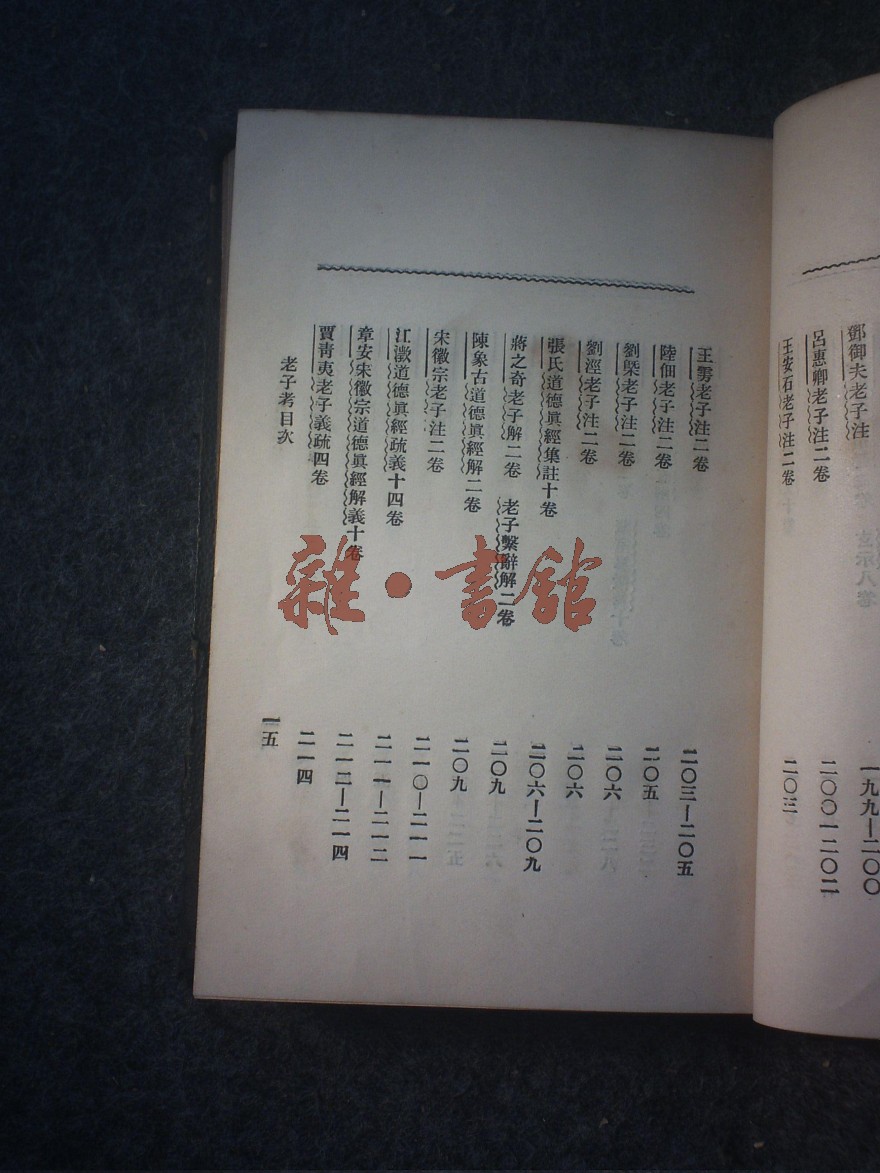 鄧御夫老子注 一九九—二〇〇
呂惠卿老子注二卷 二〇〇—二〇二
王安石老子注二卷 二〇三
王雱老子注二卷 二〇三—二〇五
陸佃老子注二卷 二〇五
劉槩老子注二卷 二〇六
劉涇老子注二卷 二〇六
張氏道德眞經集註十卷 二〇六—二〇九
蔣之奇老子解二卷 老子繫辭解二卷 二〇九
陳象古道德眞經解二卷 二〇九
宋徽宗老子注二卷 二一〇—二一一
江澂道德眞經疏義十四卷 二一一—二一二
章安宋徽宗道德眞經解義十卷 二一二—二一四
賈青夷老子義疏四卷 二一四
老子考目次 一五
雜·書館